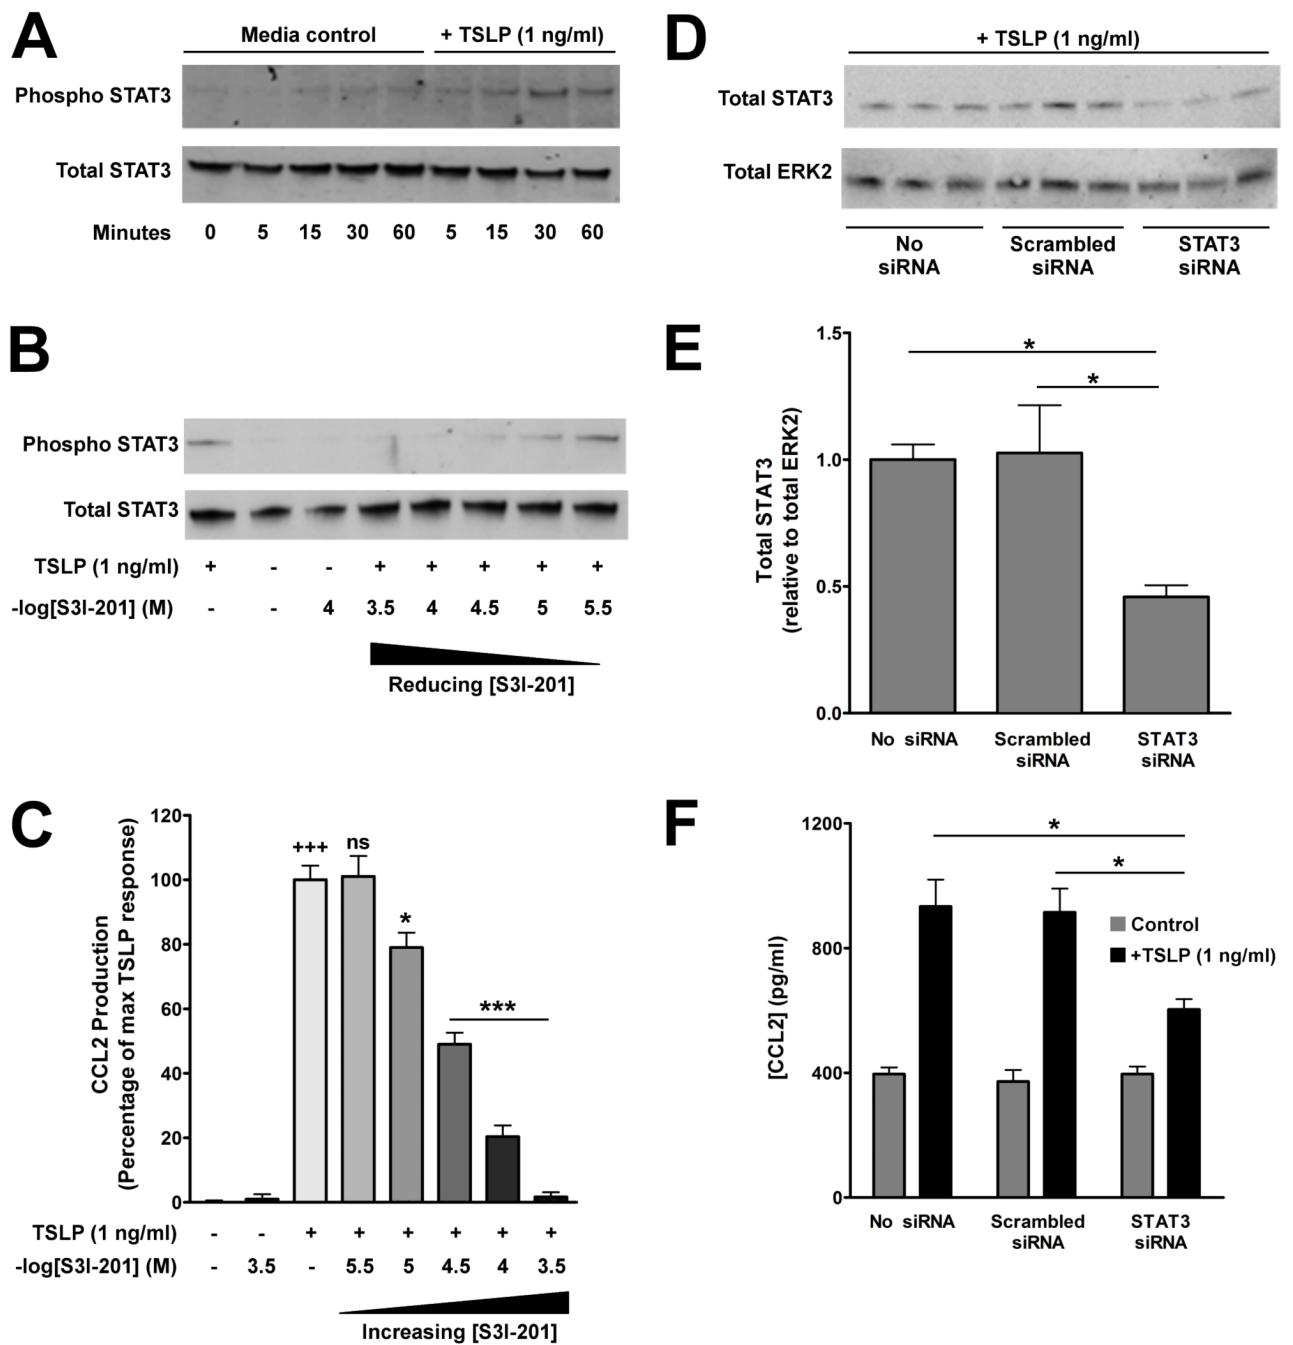 A
Media control + TSLP (1 ng/ml)
Phospho STAT3
Total STAT3
Minutes 0 5 15 30 60 5 15 30 60
B
Phospho STAT3
Total STAT3
TSLP (1 ng/ml) + - - + + + + +
-log[S3I-201] (M) - - 4 3.5 4 4.5 5 5.5
Reducing [S3I-201]
C
CCL2 Production
(Percentage of max TSLP response)
120
100
80
60
40
20
0
+++ ns
*
***
TSLP (1 ng/ml) - - + + + + + +
-log[S3I-201] (M) - 3.5 - 5.5 5 4.5 4 3.5
Increasing [S3I-201]
D
+ TSLP (1 ng/ml)
Total STAT3
Total ERK2
No siRNA
Scrambled siRNA
STAT3 siRNA
E
Total STAT3
(relative to total ERK2)
1.5
1.0
0.5
0.0
*
*
No siRNA
Scrambled siRNA
STAT3 siRNA
F
[CCL2] (pg/ml)
1200
800
400
0
*
*
Control
+TSLP (1 ng/ml)
No siRNA
Scrambled siRNA
STAT3 siRNA